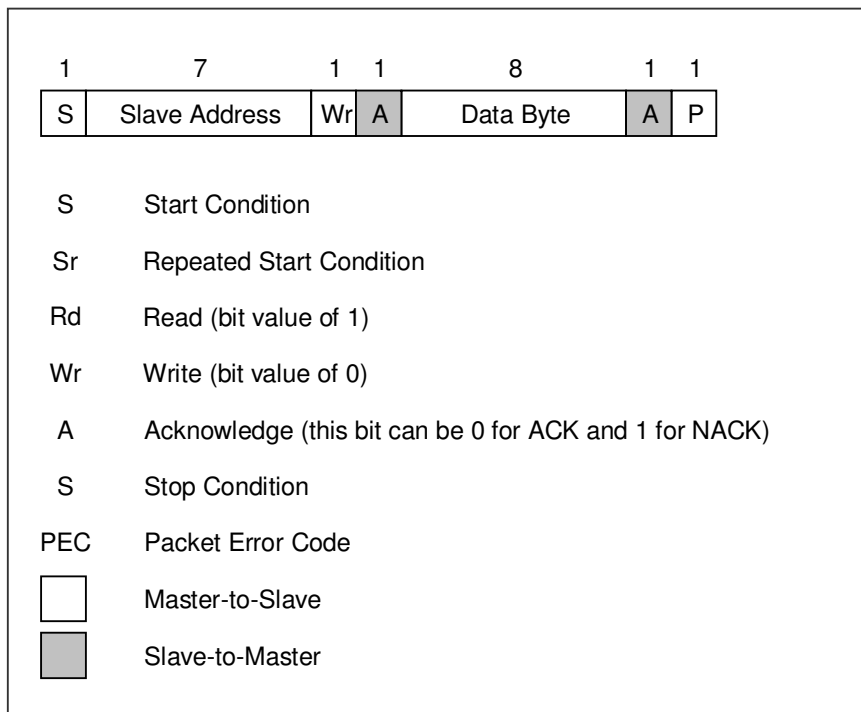 1 7 1 1 8 1 1
S Slave Address Wr A Data Byte A P
S Start Condition
Sr Repeated Start Condition
Rd Read (bit value of 1)
Wr Write (bit value of 0)
A Acknowledge (this bit can be 0 for ACK and 1 for NACK)
S Stop Condition
PEC Packet Error Code
Master-to-Slave
Slave-to-Master